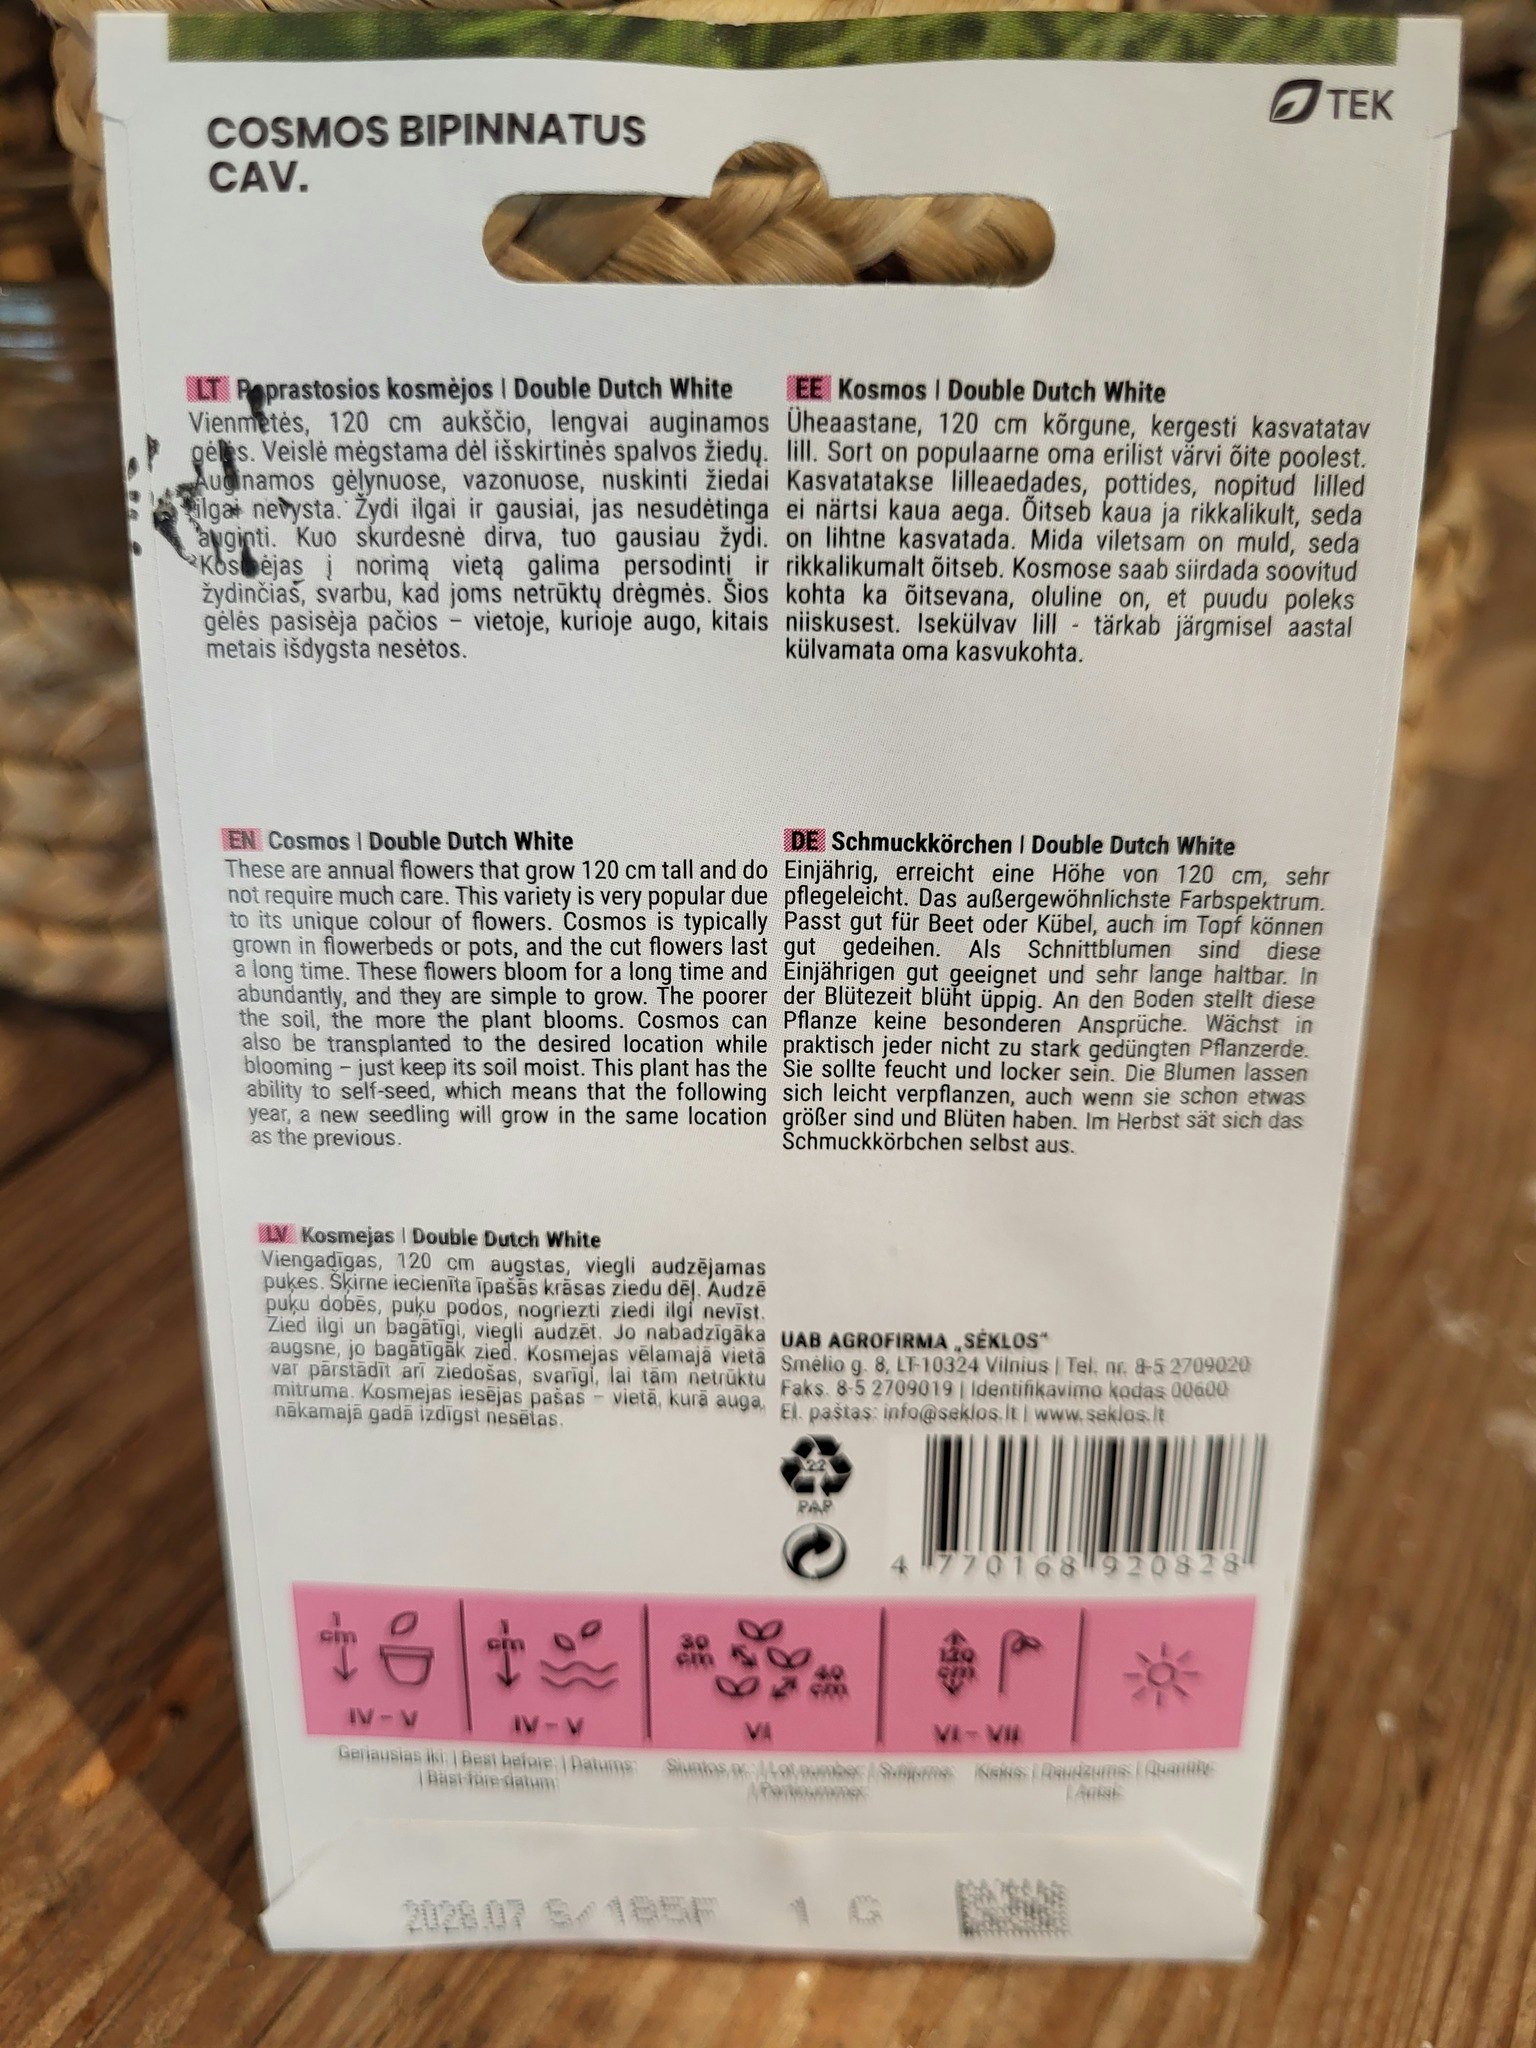 TEK
COSMOS BIPINNATUS
CAV.
LT Paprastosios kosmėjos | Double Dutch White
Vienmetės, 120 cm aukščio, lengvai auginamos
gėlės. Veislė mėgstama dėl išskirtinės spalvos žiedų.
Auginamos gėlynuose, vazonuose, nuskinti žiedai
ilgai nevysta. Žydi ilgai ir gausiai, jas nesudėtinga
auginti. Kuo skurdesnė dirva, tuo gausiau žydi.
Kosmėjas į norimą vietą galima persodinti ir
žydinčias, svarbu, kad joms netrūktų drėgmės. Šios
gėlės pasisėja pačios – vietoje, kurioje augo, kitais
metais išdygsta nesėtos.
EE Kosmos | Double Dutch White
Üheaastane, 120 cm kõrgune, kergesti kasvatatav
lill. Sort on populaarne oma erilist värvi õite poolest.
Kasvatatakse lilleaedades, pottides, nopitud lilled
ei närtsi kaua aega. Õitseb kaua ja rikkalikult, seda
on lihtne kasvatada. Mida viletsam on muld, seda
rikkalikumalt õitseb. Kosmose saab siirdada soovitud
kohta ka õitsevana, oluline on, et puudu poleks
niiskusest. Isekülvav lill - tärkab järgmisel aastal
külvamata oma kasvukohta.
EN Cosmos | Double Dutch White
These are annual flowers that grow 120 cm tall and do
not require much care. This variety is very popular due
to its unique colour of flowers. Cosmos is typically
grown in flowerbeds or pots, and the cut flowers last
a long time. These flowers bloom for a long time and
abundantly, and they are simple to grow. The poorer
the soil, the more the plant blooms. Cosmos can
also be transplanted to the desired location while
blooming – just keep its soil moist. This plant has the
ability to self-seed, which means that the following
year, a new seedling will grow in the same location
as the previous.
DE Schmuckkörchen | Double Dutch White
Einjährig, erreicht eine Höhe von 120 cm, sehr
pflegeleicht. Das außergewöhnlichste Farbspektrum.
Passt gut für Beet oder Kübel, auch im Topf können
gut gedeihen. Als Schnittblumen sind diese
Einjährigen gut geeignet und sehr lange haltbar. In
der Blütezeit blüht üppig. An den Boden stellt diese
Pflanze keine besonderen Ansprüche. Wächst in
praktisch jeder nicht zu stark gedüngten Pflanzerde.
Sie sollte feucht und locker sein. Die Blumen lassen
sich leicht verpflanzen, auch wenn sie schon etwas
größer sind und Blüten haben. Im Herbst sät sich das
Schmuckkörbchen selbst aus.
LV Kosmejas | Double Dutch White
Viengadīgas, 120 cm augstas, viegli audzējamas
puķes. Šķirne iecienīta īpašās krāsas ziedu dēļ. Audzē
puķu dobēs, puķu podos, nogriezti ziedi ilgi nevīst.
Zied ilgi un bagātīgi, viegli audzēt. Jo nabadzīgāka
augsne, jo bagātīgāk zied. Kosmejas vēlamajā vietā
var pārstādīt arī ziedošas, svarīgi, lai tām netrūktu
mitruma. Kosmejas iesējas pašas – vietā, kurā auga,
nākamajā gadā izdīgst nesētas.
UAB AGROFIRMA „SĖKLOS“
Smėlio g. 8, LT-10324 Vilnius | Tel. nr. 8-5 2709020
Faks. 8-5 2709019 | Identifikavimo kodas 00600
El. paštas: info@seklos.lt | www.seklos.lt
22
PAP
4 770168 920828
1 cm
IV - V
1 cm
IV - V
30 cm
40 cm
VI
120 cm
VI - VII
Geriausias iki: | Best before: | Datums:
| Bäst-före-datum:
Siuntos nr.: | Lot number: | Sutījums:
| Partinummer:
Kiekis: | Daudzums: | Quantity:
| Antal:
2028.07 S/185F 1 G